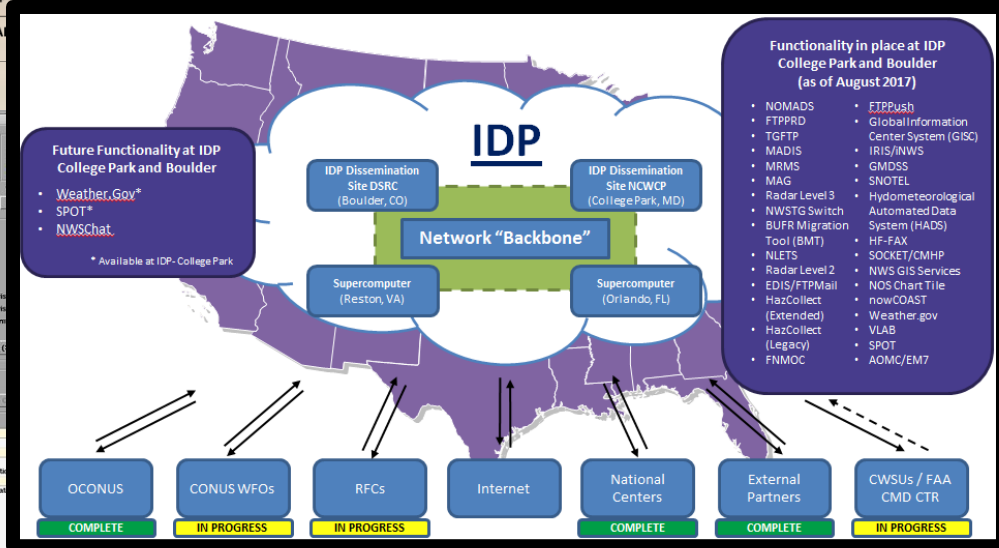 IDP
Functionality in place at IDP
College Park and Boulder
(as of August 2017)
• NOMADS
• FTPPRD
• TGFTP
• MADIS
• MRMS
• MAG
• Radar Level 3
• NWSTG Switch
• BUFR Migration
Tool (BMT)
• NLETS
• Radar Level 2
• EDIS/FTPMail
• HazCollect
(Extended)
• HazCollect
(Legacy)
• FNMOC
• FTPPush
• Global Information
Center System (GISC)
• IRIS/iNWS
• GMDSS
• SNOTEL
• Hydometeorological
Automated Data
System (HADS)
• HF-FAX
• SOCKET/CMHP
• NWS GIS Services
• NOS Chart Tile
• nowCOAST
• Weather.gov
• VLAB
• SPOT
• AOMC/EM7
Future Functionality at IDP
College Park and Boulder
• Weather.Gov*
• SPOT*
• NWSChat
* Available at IDP- College Park
IDP Dissemination
Site DSRC
(Boulder, CO)
IDP Dissemination
Site NCWCP
(College Park, MD)
Network “Backbone”
Supercomputer
(Reston, VA)
Supercomputer
(Orlando, FL)
OCONUS
COMPLETE
CONUS WFOs
IN PROGRESS
RFCs
IN PROGRESS
Internet
National
Centers
COMPLETE
External
Partners
COMPLETE
CWSUs / FAA
CMD CTR
IN PROGRESS